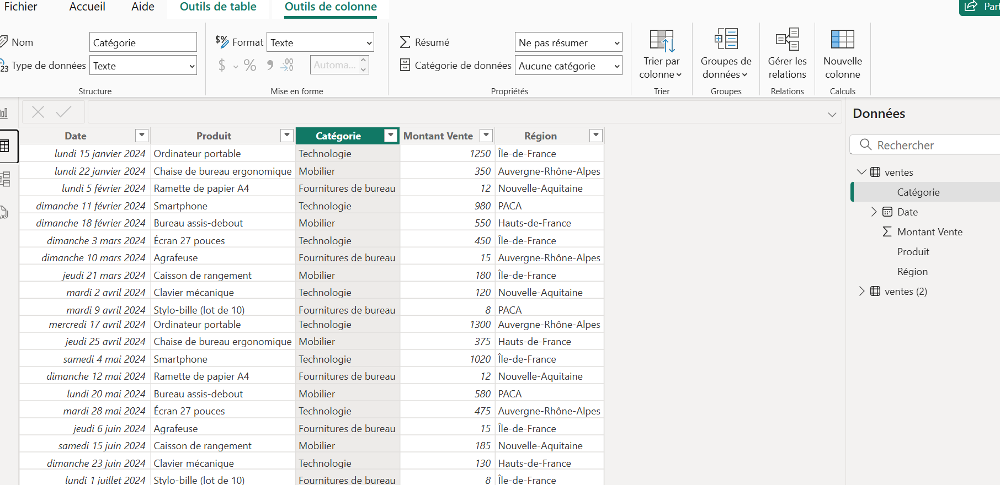 Fichier Accueil Aide Outils de table Outils de colonne
Nom Catégorie $% Format Texte Résumé Ne pas résumer
23 Type de données Texte $ % 9 .00 →0 Automa... Catégorie de données Aucune catégorie
Trier par colonne Groupes de données Gérer les relations Nouvelle colonne
Structure Mise en forme Propriétés Trier Groupes Relations Calculs
Données
Rechercher
Date Produit Catégorie Montant Vente Région
lundi 15 janvier 2024 Ordinateur portable Technologie 1250 Île-de-France
lundi 22 janvier 2024 Chaise de bureau ergonomique Mobilier 350 Auvergne-Rhône-Alpes
lundi 5 février 2024 Ramette de papier A4 Fournitures de bureau 12 Nouvelle-Aquitaine
dimanche 11 février 2024 Smartphone Technologie 980 PACA
dimanche 18 février 2024 Bureau assis-debout Mobilier 550 Hauts-de-France
dimanche 3 mars 2024 Écran 27 pouces Technologie 450 Île-de-France
dimanche 10 mars 2024 Agrafeuse Fournitures de bureau 15 Auvergne-Rhône-Alpes
jeudi 21 mars 2024 Caisson de rangement Mobilier 180 Île-de-France
mardi 2 avril 2024 Clavier mécanique Technologie 120 Nouvelle-Aquitaine
mardi 9 avril 2024 Stylo-bille (lot de 10) Fournitures de bureau 8 PACA
mercredi 17 avril 2024 Ordinateur portable Technologie 1300 Auvergne-Rhône-Alpes
jeudi 25 avril 2024 Chaise de bureau ergonomique Mobilier 375 Hauts-de-France
samedi 4 mai 2024 Smartphone Technologie 1020 Île-de-France
dimanche 12 mai 2024 Ramette de papier A4 Fournitures de bureau 12 Nouvelle-Aquitaine
lundi 20 mai 2024 Bureau assis-debout Mobilier 580 PACA
mardi 28 mai 2024 Écran 27 pouces Technologie 475 Auvergne-Rhône-Alpes
jeudi 6 juin 2024 Agrafeuse Fournitures de bureau 15 Île-de-France
samedi 15 juin 2024 Caisson de rangement Mobilier 185 Nouvelle-Aquitaine
dimanche 23 juin 2024 Clavier mécanique Technologie 130 Hauts-de-France
lundi 1 juillet 2024 Stylo-bille (lot de 10) Fournitures de bureau 8 Île-de-France
ventes
Catégorie
Date
Montant Vente
Produit
Région
ventes (2)